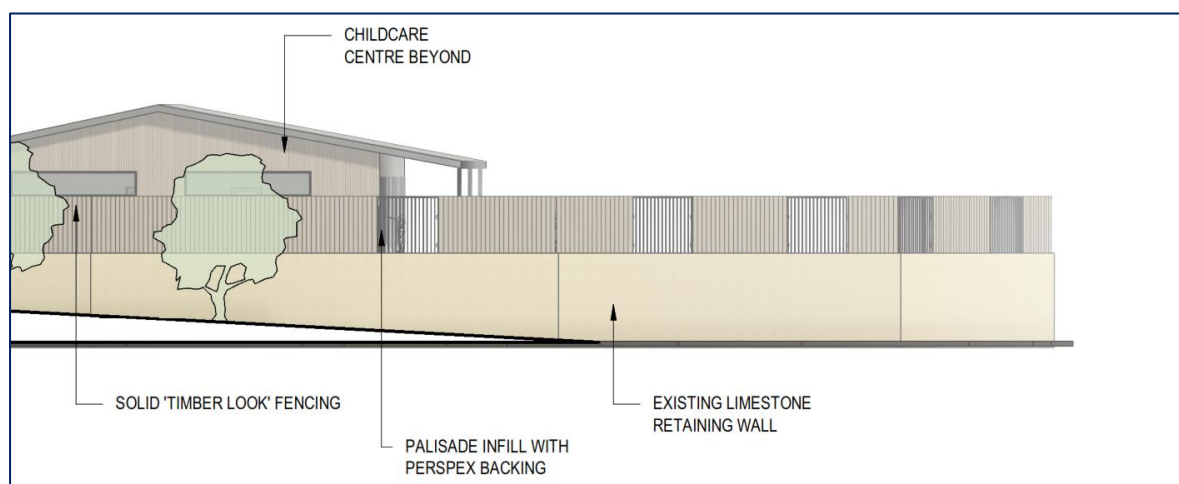 CHILDCARE
CENTRE BEYOND
SOLID 'TIMBER LOOK' FENCING
PALISADE INFILL WITH
PERSPEX BACKING
EXISTING LIMESTONE
RETAINING WALL